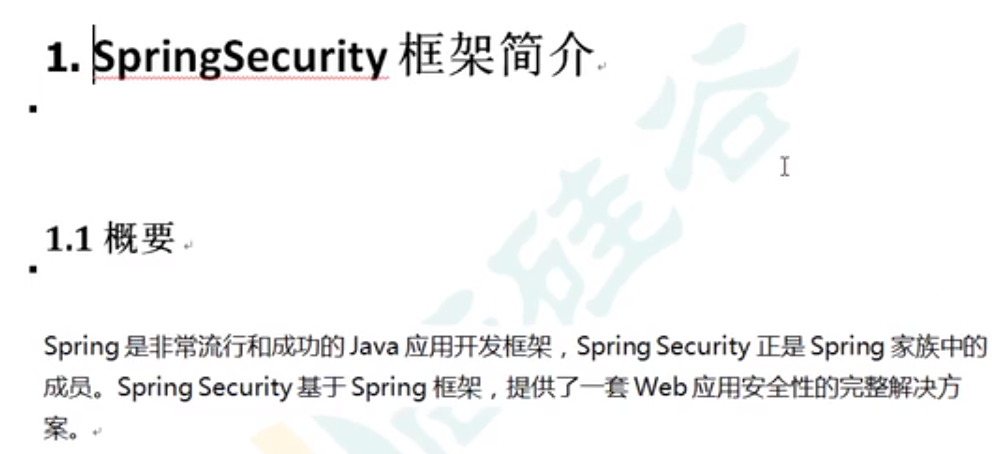 1. SpringSecurity 框架简介
1.1 概要
Spring 是非常流行和成功的 Java 应用开发框架，Spring Security 正是 Spring 家族中的
成员。Spring Security 基于 Spring 框架，提供了一套 Web 应用安全性的完整解决方
案。
硅谷